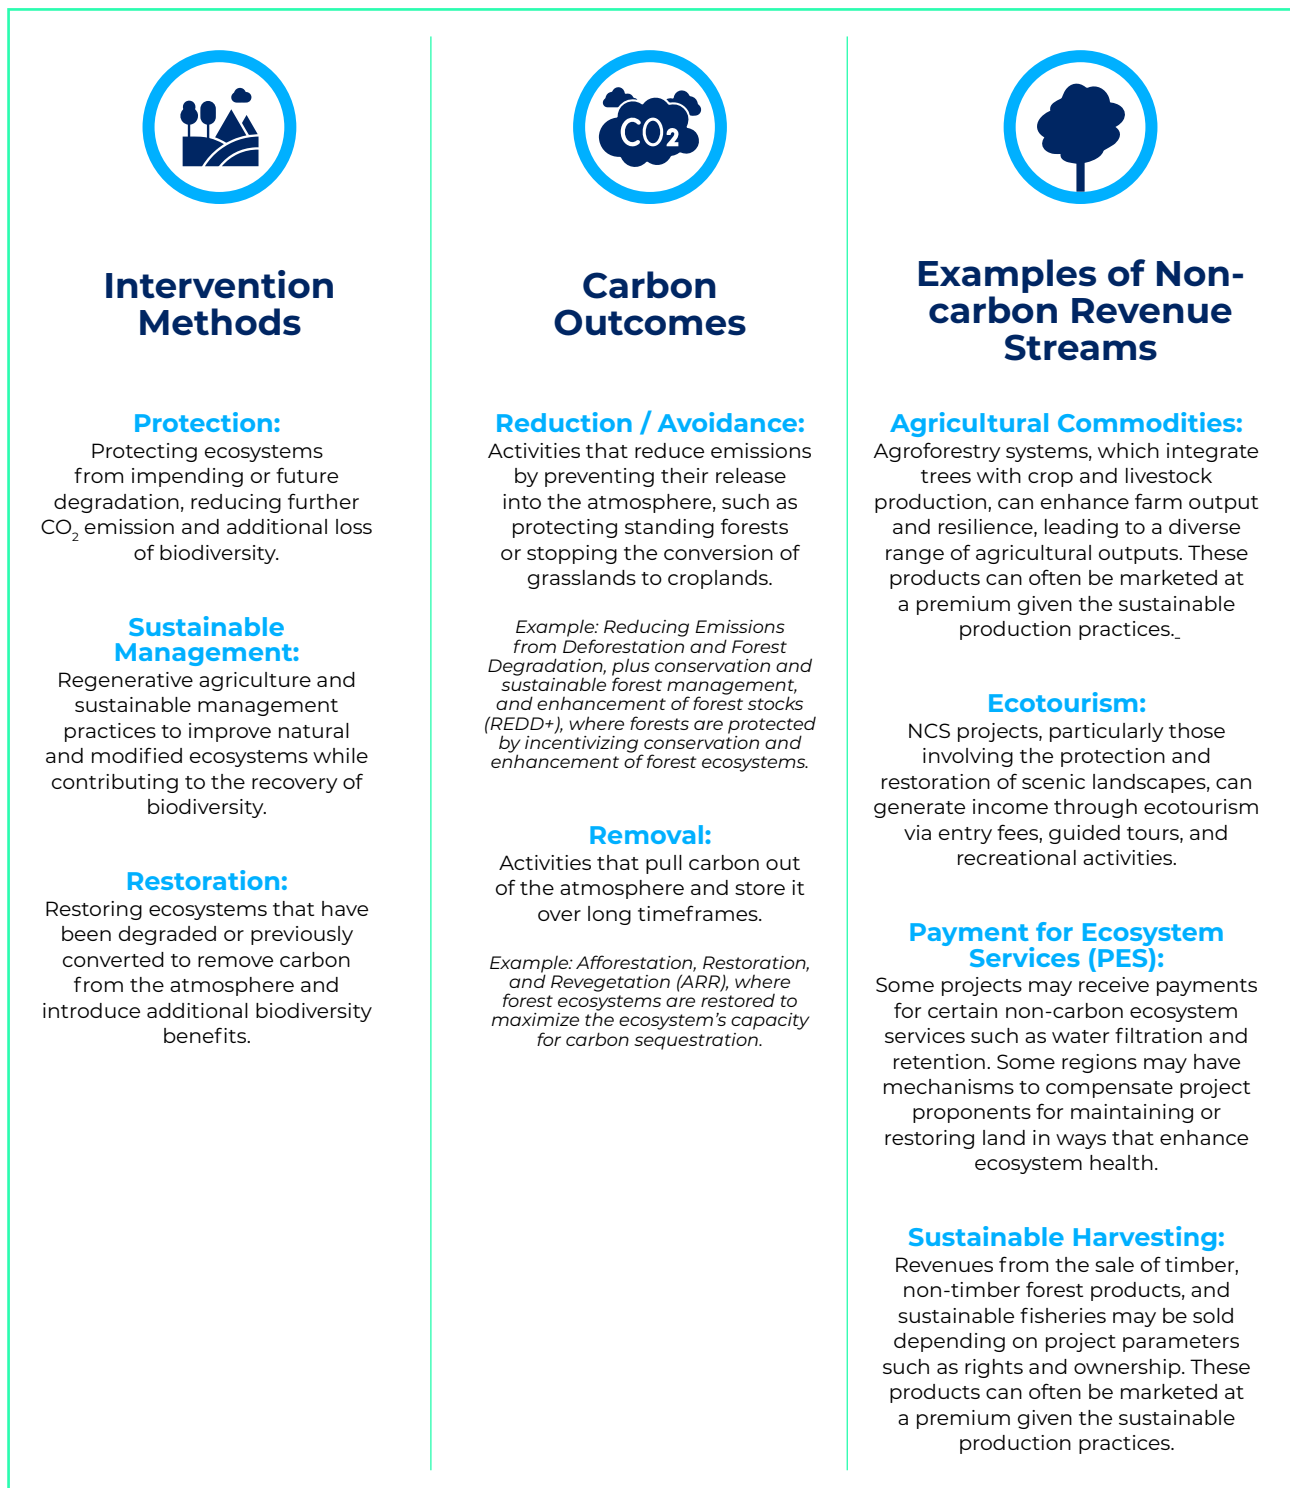 CO2
Intervention
Methods
Protection:
Protecting ecosystems
from impending or future
degradation, reducing further
CO2 emission and additional loss
of biodiversity.
Sustainable
Management:
Regenerative agriculture and
sustainable management
practices to improve natural
and modified ecosystems while
contributing to the recovery of
biodiversity.
Restoration:
Restoring ecosystems that have
been degraded or previously
converted to remove carbon
from the atmosphere and
introduce additional biodiversity
benefits.
Carbon
Outcomes
Reduction / Avoidance:
Activities that reduce emissions
by preventing their release
into the atmosphere, such as
protecting standing forests
or stopping the conversion of
grasslands to croplands.
Example: Reducing Emissions
from Deforestation and Forest
Degradation, plus conservation and
sustainable forest management,
and enhancement of forest stocks
(REDD+), where forests are protected
by incentivizing conservation and
enhancement of forest ecosystems.
Removal:
Activities that pull carbon out
of the atmosphere and store it
over long timeframes.
Example: Afforestation, Restoration,
and Revegetation (ARR), where
forest ecosystems are restored to
maximize the ecosystem's capacity
for carbon sequestration.
Examples of Non-
carbon Revenue
Streams
Agricultural Commodities:
Agroforestry systems, which integrate
trees with crop and livestock
production, can enhance farm output
and resilience, leading to a diverse
range of agricultural outputs. These
products can often be marketed at
a premium given the sustainable
production practices.
Ecotourism:
NCS projects, particularly those
involving the protection and
restoration of scenic landscapes, can
generate income through ecotourism
via entry fees, guided tours, and
recreational activities.
Payment for Ecosystem
Services (PES):
Some projects may receive payments
for certain non-carbon ecosystem
services such as water filtration and
retention. Some regions may have
mechanisms to compensate project
proponents for maintaining or
restoring land in ways that enhance
ecosystem health.
Sustainable Harvesting:
Revenues from the sale of timber,
non-timber forest products, and
sustainable fisheries may be sold
depending on project parameters
such as rights and ownership. These
products can often be marketed at
a premium given the sustainable
production practices.